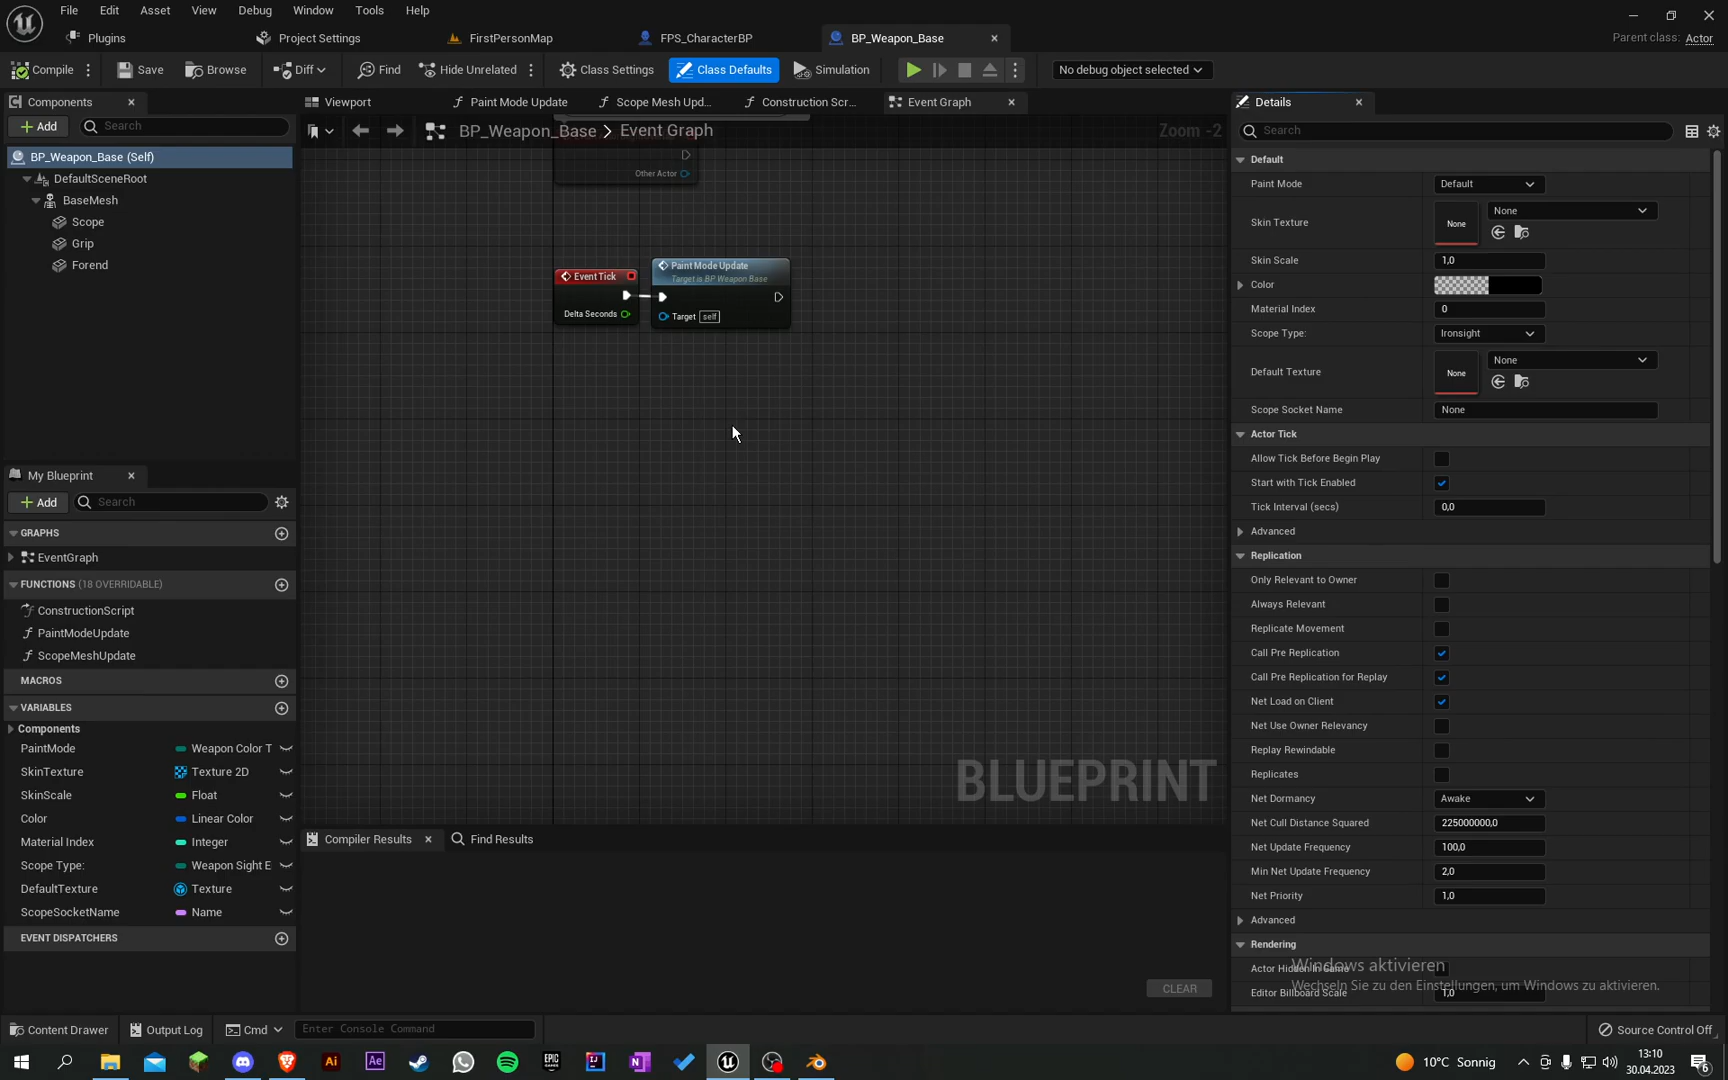 File Edit Asset View Window Debug Tools Help
Plugins Project Settings FirstPersonMap FPS_CharacterBP BP_Weapon_Base
Parent class: Actor
Compile Save Browse Diff Find Hide Unrelated Class Settings Class Defaults Simulation No debug object selected
Components
Add Search
BP_Weapon_Base (Self)
DefaultSceneRoot
BaseMesh
Scope
Grip
Forend
My Blueprint
Add Search
GRAPHS
EventGraph
FUNCTIONS (18 OVERRIDABLE)
ConstructionScript
PaintModeUpdate
ScopeMeshUpdate
MACROS
VARIABLES
Components
PaintMode Weapon Color T
SkinTexture Texture 2D
SkinScale Float
Color Linear Color
Material Index Integer
Scope Type: Weapon Sight E
DefaultTexture Texture
ScopeSocketName Name
EVENT DISPATCHERS
Viewport Paint Mode Update Scope Mesh Upd... Construction Scr... Event Graph
BP_Weapon_Base > Event Graph
Zoom -2
Other Actor
Event Tick
Delta Seconds
Paint Mode Update
Target is BP Weapon Base
Target self
BLUEPRINT
Compiler Results Find Results
CLEAR
Details
Search
Default
Paint Mode Default
Skin Texture None None
Skin Scale 1,0
Color
Material Index 0
Scope Type: Ironsight
Default Texture None None
Scope Socket Name None
Actor Tick
Allow Tick Before Begin Play
Start with Tick Enabled
Tick Interval (secs) 0,0
Advanced
Replication
Only Relevant to Owner
Always Relevant
Replicate Movement
Call Pre Replication
Call Pre Replication for Replay
Net Load on Client
Net Use Owner Relevancy
Replay Rewindable
Replicates
Net Dormancy Awake
Net Cull Distance Squared 225000000,0
Net Update Frequency 100,0
Min Net Update Frequency 2,0
Net Priority 1,0
Advanced
Rendering
Actor Hidden In Game
Editor Billboard Scale 1,0
Windows aktivieren
Wechseln Sie zu den Einstellungen, um Windows zu aktivieren.
Content Drawer Output Log Cmd Enter Console Command Source Control Off
10°C Sonnig
13:10
30.04.2023
6